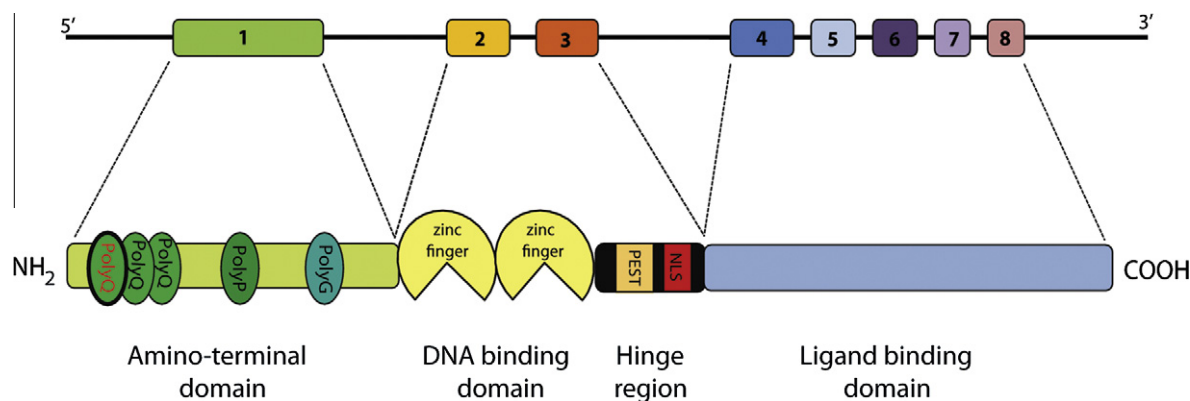 5′ 1 2 3 4 5 6 7 8 3′
zinc finger
zinc finger
NH2 PolyQ PolyQ PolyQ PolyP PolyG PEST NLS COOH
Amino-terminal
domain
DNA binding
domain
Hinge
region
Ligand binding
domain